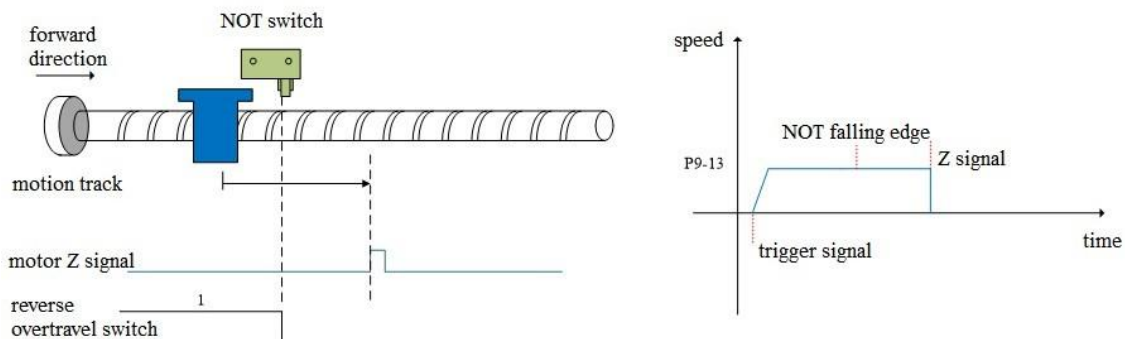 NOT switch
forward
direction
motion track
motor Z signal
1
reverse
overtravel switch
speed
NOT falling edge
P9-13
Z signal
trigger signal
time